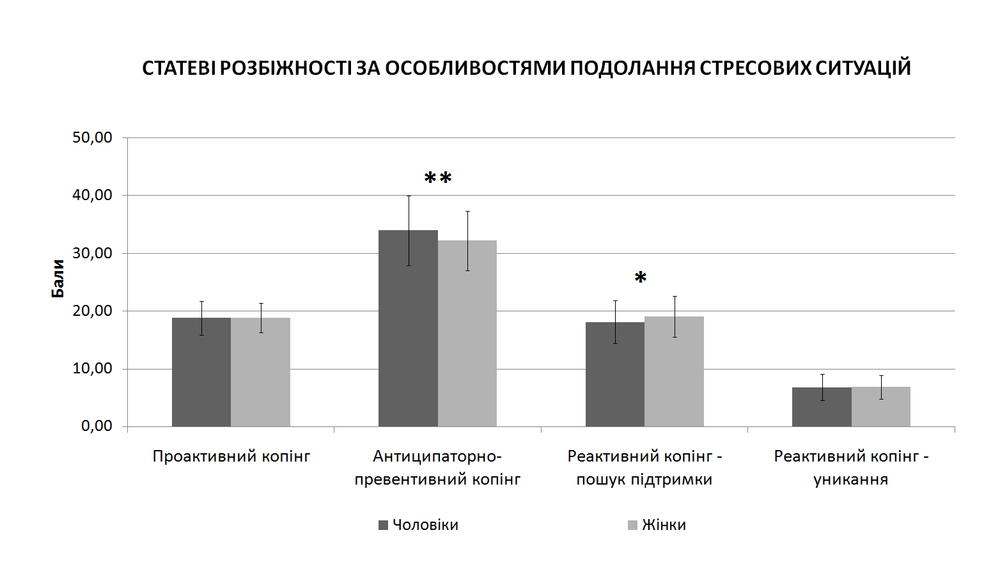 СТАТЕВІ РОЗБІЖНОСТІ ЗА ОСОБЛИВОСТЯМИ ПОДОЛАННЯ СТРЕСОВИХ СИТУАЦІЙ
50,00
**
40,00
30,00
*
20,00
10,00
0,00
Бали
Проактивний копінг
Антиципаторно-
превентивний копінг
Реактивний копінг -
пошук підтримки
Реактивний копінг -
уникання
Чоловіки
Жінки